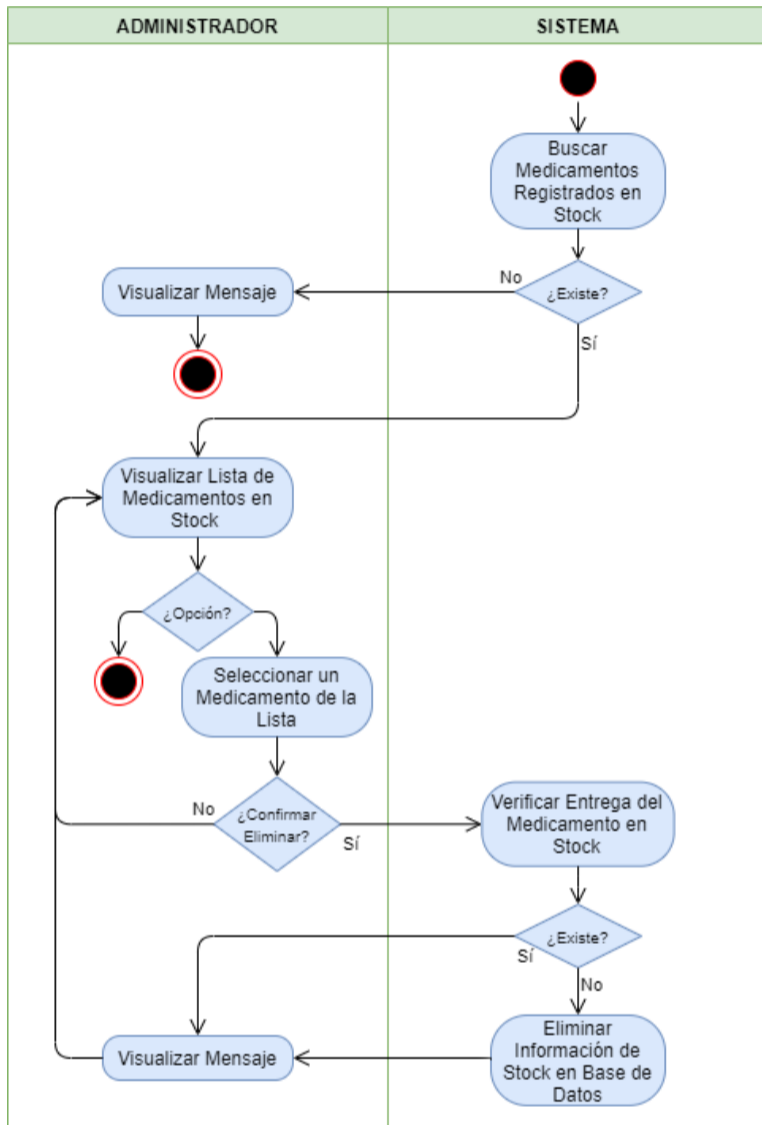 ADMINISTRADOR
SISTEMA
Buscar
Medicamentos
Registrados en
Stock
¿Existe?
No
Sí
Visualizar Mensaje
Visualizar Lista de
Medicamentos en
Stock
¿Opción?
Seleccionar un
Medicamento de la
Lista
¿Confirmar
Eliminar?
No
Sí
Verificar Entrega del
Medicamento en
Stock
¿Existe?
Sí
No
Eliminar
Información de
Stock en Base de
Datos
Visualizar Mensaje